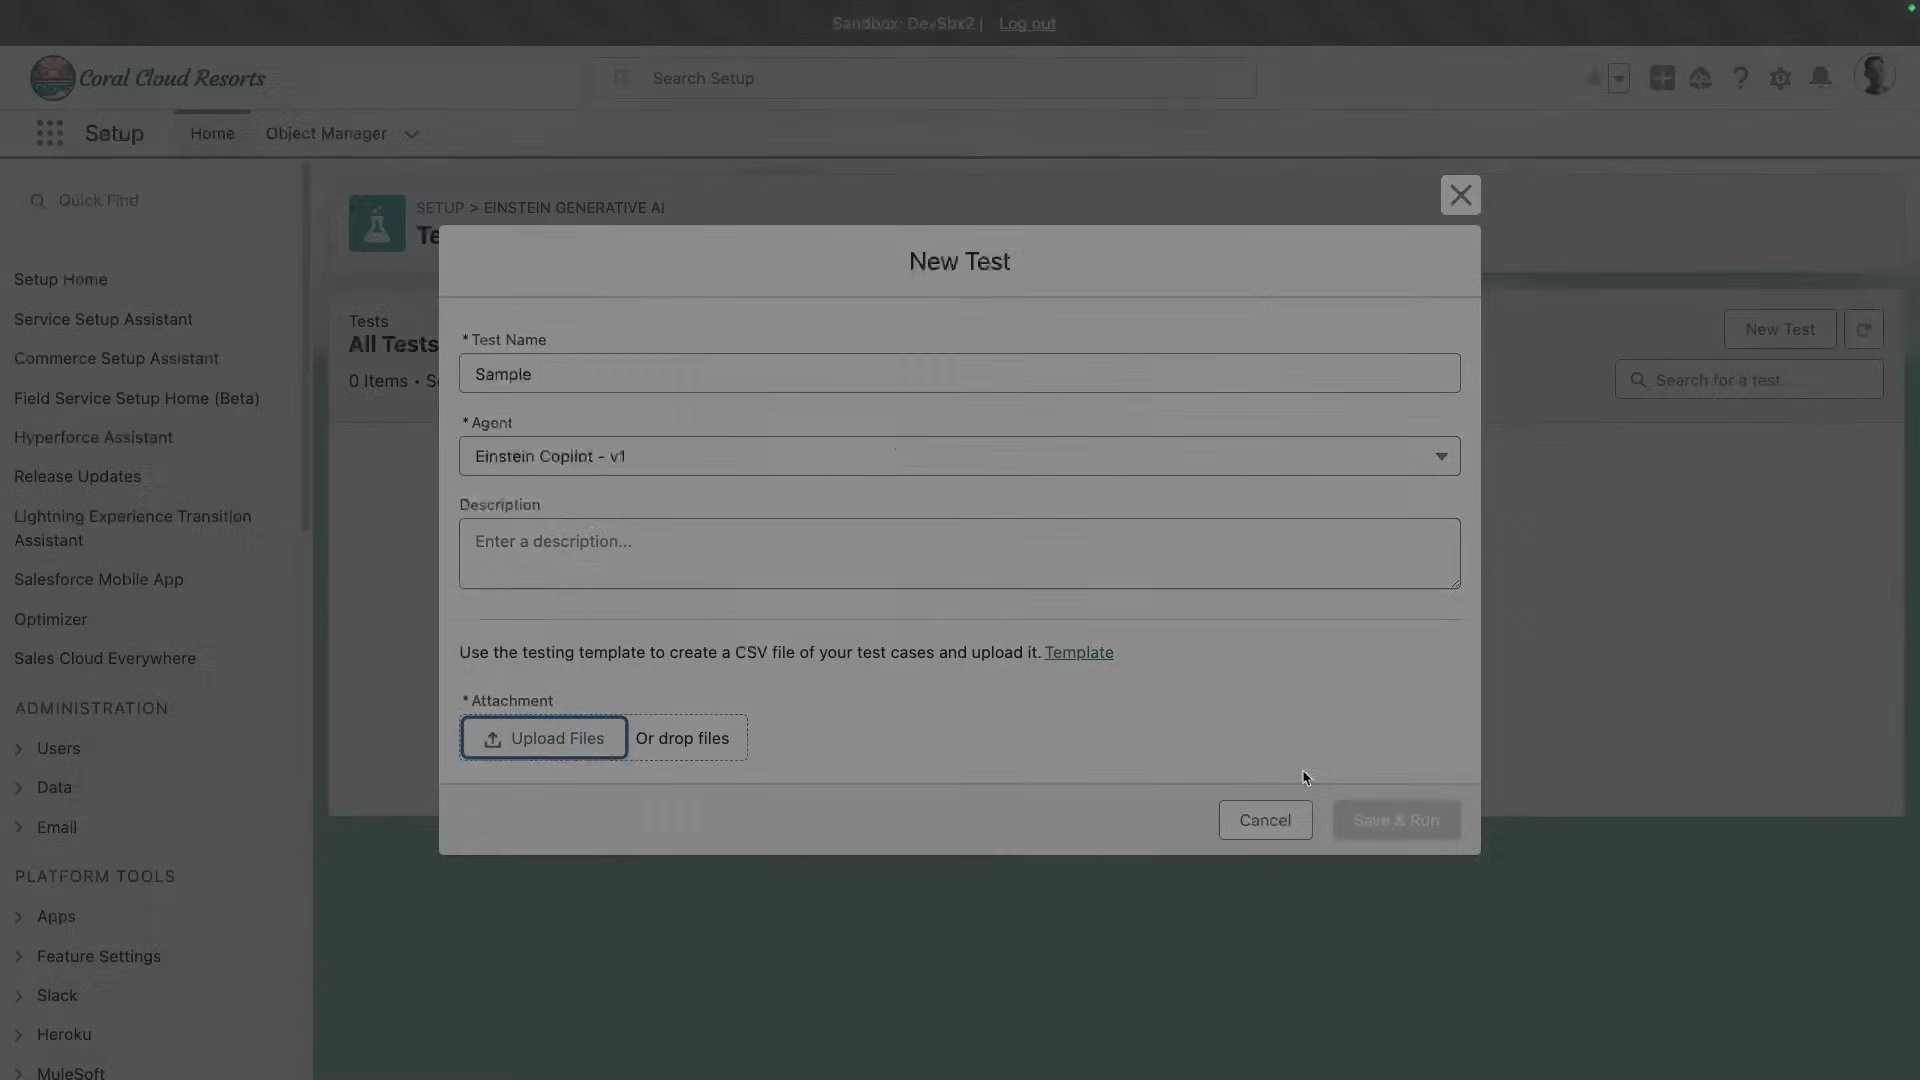 Sandbox: DevSbx2 | Log out
Coral Cloud Resorts
Search Setup
Setup
Home
Object Manager
Quick Find
Setup Home
Service Setup Assistant
Commerce Setup Assistant
Field Service Setup Home (Beta)
Hyperforce Assistant
Release Updates
Lightning Experience Transition
Assistant
Salesforce Mobile App
Optimizer
Sales Cloud Everywhere
ADMINISTRATION
Users
Data
Email
PLATFORM TOOLS
Apps
Feature Settings
Slack
Heroku
MuleSoft
SETUP > EINSTEIN GENERATIVE AI
Te
Tests
All Tests
0 Items • S
New Test
Search for a test...
New Test
* Test Name
Sample
* Agent
Einstein Copilot - v1
Description
Enter a description...
Use the testing template to create a CSV file of your test cases and upload it. Template
* Attachment
Upload Files
Or drop files
Cancel
Save & Run